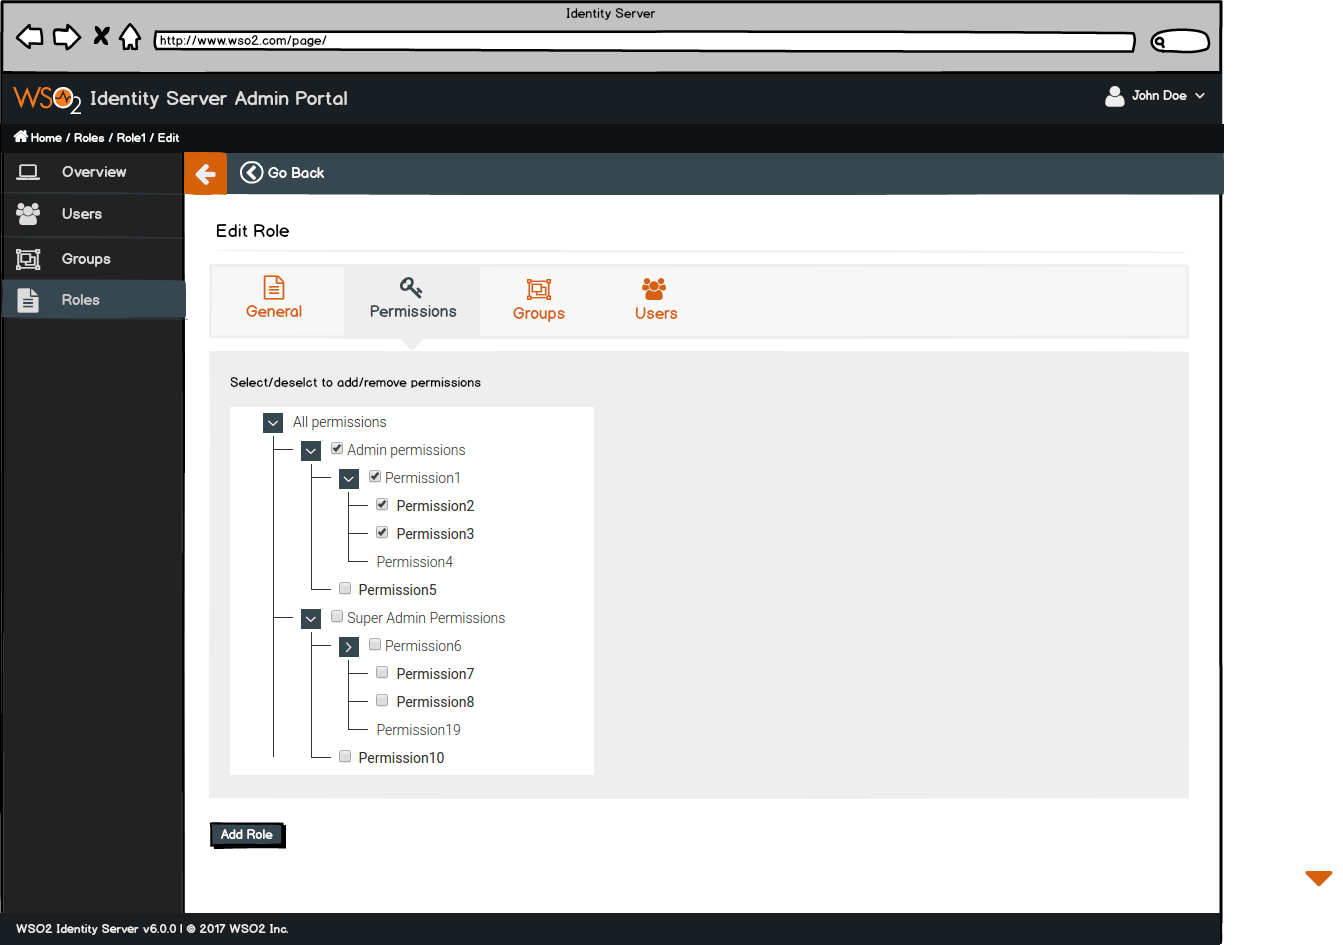 Identity Server
http://www.wso2.com/page/
WSO2 Identity Server Admin Portal
John Doe
Home / Roles / Role1 / Edit
Overview
Go Back
Users
Groups
Roles
Edit Role
General
Permissions
Groups
Users
Select/deselct to add/remove permissions
All permissions
Admin permissions
Permission1
Permission2
Permission3
Permission4
Permission5
Super Admin Permissions
Permission6
Permission7
Permission8
Permission19
Permission10
Add Role
WSO2 Identity Server v6.0.0 | © 2017 WSO2 Inc.